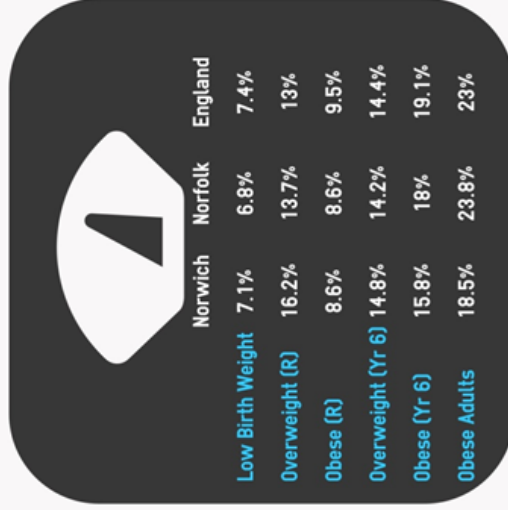 Norwich Norfolk England
Low Birth Weight 7.1% 6.8% 7.4%
Overweight (R) 16.2% 13.7% 13%
Obese (R) 8.6% 8.6% 9.5%
Overweight (Yr 6) 14.8% 14.2% 14.4%
Obese (Yr 6) 15.8% 18% 19.1%
Obese Adults 18.5% 23.8% 23%